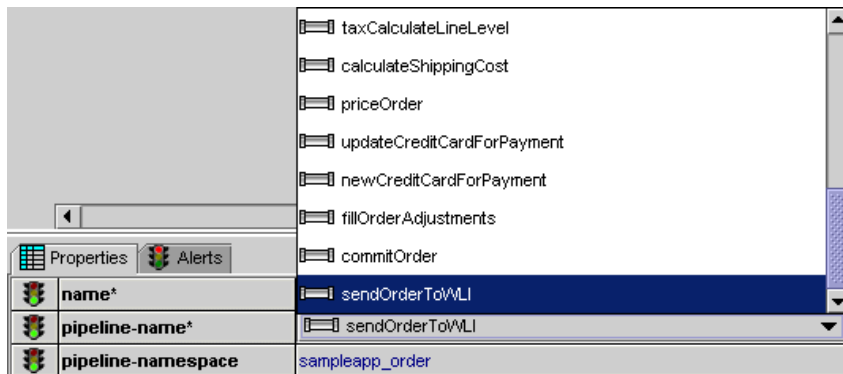 taxCalculateLineLevel
calculateShippingCost
priceOrder
updateCreditCardForPayment
newCreditCardForPayment
fillOrderAdjustments
commitOrder
Properties Alerts
name* sendOrderToWLI
pipeline-name* sendOrderToWLI
pipeline-namespace sampleapp_order